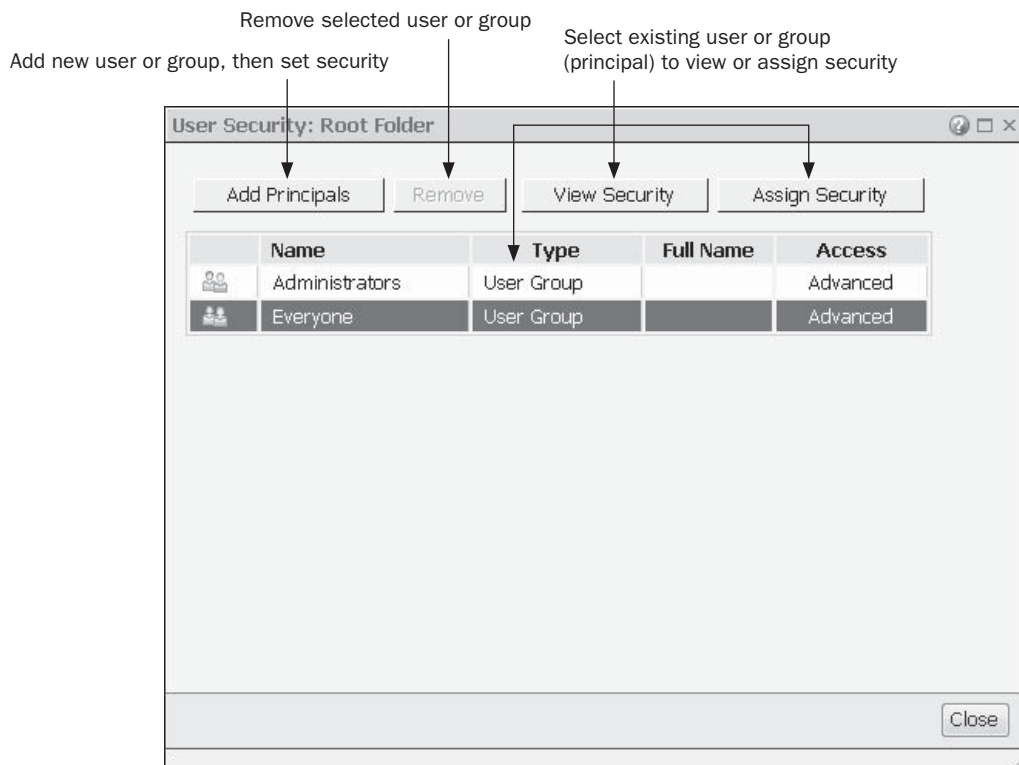 Remove selected user or group
Select existing user or group
(principal) to view or assign security
Add new user or group, then set security
User Security: Root Folder
Add Principals Remove View Security Assign Security
Name Type Full Name Access
Administrators User Group Advanced
Everyone User Group Advanced
Close